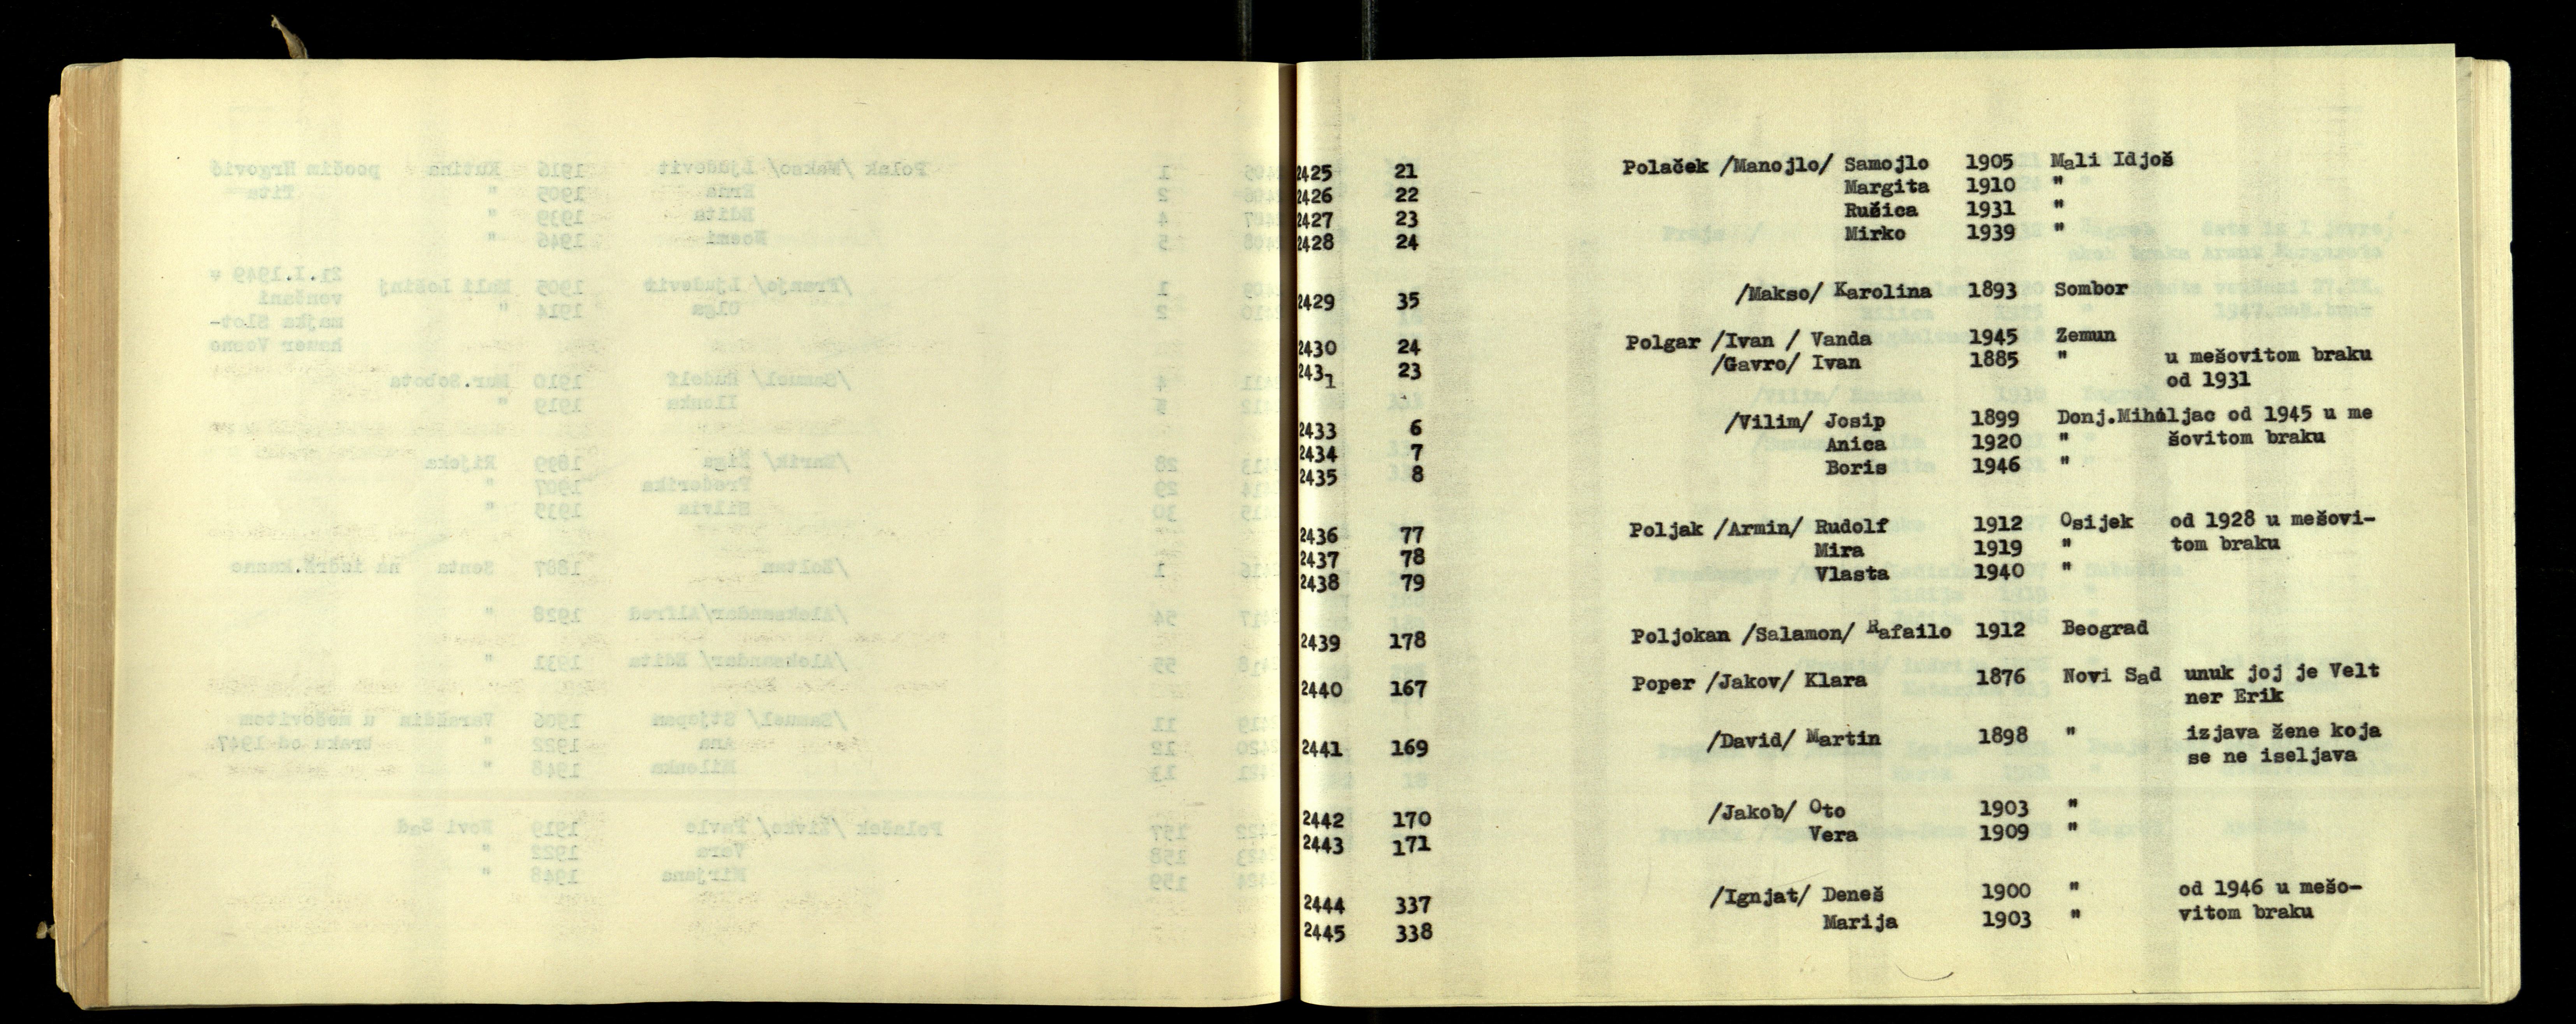 2425 21 Polaček /Manojlo/ Samojlo 1905 Mali Idjoš
2426 22 Margita 1910 "
2427 23 Ružica 1931 "
2428 24 Mirko 1939 "
2429 35 /Makso/ Karolina 1893 Sombor
2430 24 Polgar /Ivan / Vanda 1945 Zemun
2431 23 /Gavro/ Ivan 1885 " u mešovitom braku
od 1931
2433 6 /Vilim/ Josip 1899 Donj.Miholjac od 1945 u me
2434 7 Anica 1920 " šovitom braku
2435 8 Boris 1946 "
2436 77 Poljak /Armin/ Rudolf 1912 Osijek od 1928 u mešovi-
2437 78 Mira 1919 " tom braku
2438 79 Vlasta 1940 "
2439 178 Poljokan /Salamon/ Rafailo 1912 Beograd
2440 167 Poper /Jakov/ Klara 1876 Novi Sad unuk joj je Velt
ner Erik
2441 169 /David/ Martin 1898 " izjava žene koja
se ne iseljava
2442 170 /Jakob/ Oto 1903 "
2443 171 Vera 1909 "
2444 337 /Ignjat/ Deneš 1900 " od 1946 u mešo-
2445 338 Marija 1903 " vitom braku